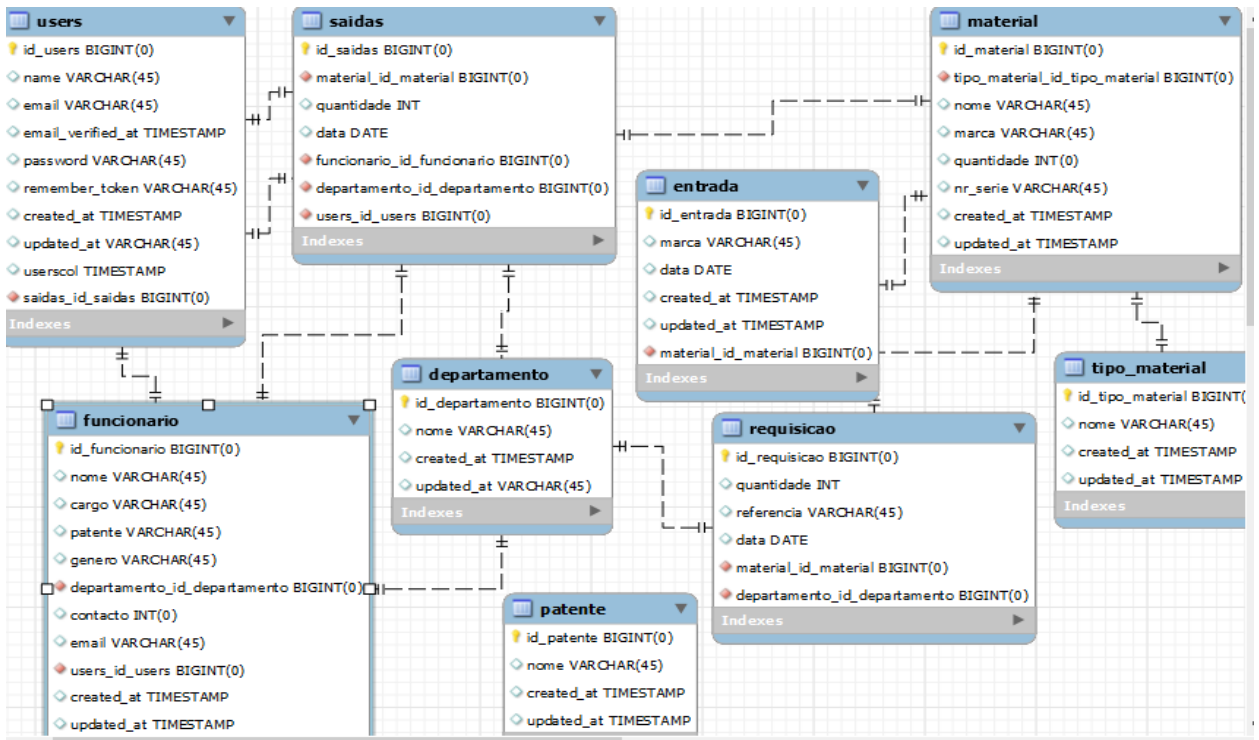 users
id_users BIGINT(0)
name VARCHAR(45)
email VARCHAR(45)
email_verified_at TIMESTAMP
password VARCHAR(45)
remember_token VARCHAR(45)
created_at TIMESTAMP
updated_at VARCHAR(45)
userscol TIMESTAMP
saidas_id_saidas BIGINT(0)
Indexes
saidas
id_saidas BIGINT(0)
material_id_material BIGINT(0)
quantidade INT
data DATE
funcionario_id_funcionario BIGINT(0)
departamento_id_departamento BIGINT(0)
users_id_users BIGINT(0)
Indexes
material
id_material BIGINT(0)
tipo_material_id_tipo_material BIGINT(0)
nome VARCHAR(45)
marca VARCHAR(45)
quantidade INT(0)
nr_serie VARCHAR(45)
created_at TIMESTAMP
updated_at TIMESTAMP
Indexes
entrada
id_entrada BIGINT(0)
marca VARCHAR(45)
data DATE
created_at TIMESTAMP
updated_at TIMESTAMP
material_id_material BIGINT(0)
Indexes
departamento
id_departamento BIGINT(0)
nome VARCHAR(45)
created_at TIMESTAMP
updated_at VARCHAR(45)
Indexes
tipo_material
id_tipo_material BIGINT(
nome VARCHAR(45)
created_at TIMESTAMP
updated_at TIMESTAMP
Indexes
funcionario
id_funcionario BIGINT(0)
nome VARCHAR(45)
cargo VARCHAR(45)
patente VARCHAR(45)
genero VARCHAR(45)
departamento_id_departamento BIGINT(0)
contacto INT(0)
email VARCHAR(45)
users_id_users BIGINT(0)
created_at TIMESTAMP
updated_at TIMESTAMP
requisicao
id_requisicao BIGINT(0)
quantidade INT
referencia VARCHAR(45)
data DATE
material_id_material BIGINT(0)
departamento_id_departamento BIGINT(0)
Indexes
patente
id_patente BIGINT(0)
nome VARCHAR(45)
created_at TIMESTAMP
updated_at TIMESTAMP